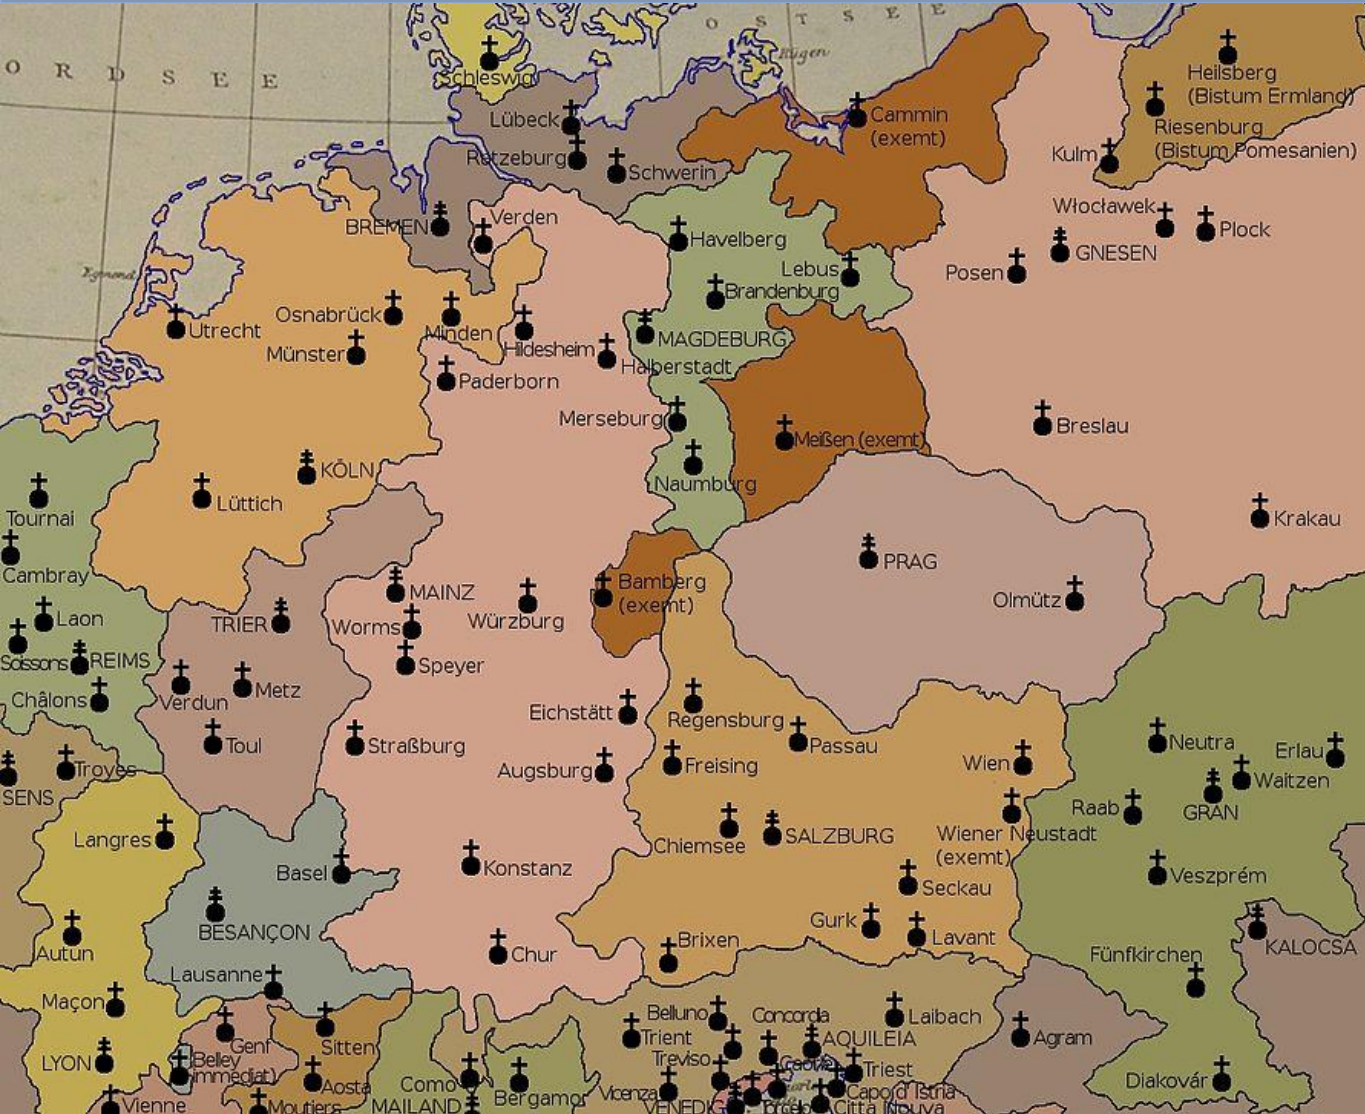 O S T S E E
Rügen
Schleswig
O R D S E E
Heilsberg
(Bistum Ermland)
Cammin
(exemt)
Lübeck
Riesenburg
(Bistum Pomesanien)
Ratzeburg
Schwerin
Kulm
Włocławek
BREMEN
Verden
Plock
Havelberg
GNESEN
Egmond
Lebus
Posen
Brandenburg
Osnabrück
Utrecht
Minden
MAGDEBURG
Münster
Hildesheim
Halberstadt
Paderborn
Merseburg
Breslau
Meißen (exemt)
KÖLN
Naumburg
Lüttich
Tournai
Krakau
PRAG
Cambray
Bamberg
(exemt)
MAINZ
Olmütz
Laon
TRIER
Worms
Würzburg
Soissons
REIMS
Speyer
Metz
Châlons
Verdun
Eichstätt
Regensburg
Toul
Straßburg
Passau
Neutra
Erlau
Troyes
Augsburg
Freising
Wien
Waitzen
SENS
Raab
GRAN
Langres
Chiemsee
SALZBURG
Wiener Neustadt
(exemt)
Basel
Konstanz
Seckau
Veszprém
Gurk
BESANÇON
Autun
Brixen
Lavant
KALOCSA
Chur
Fünfkirchen
Lausanne
Maçon
Belluno
Concordia
Laibach
Genf
Sitten
Trient
AQUILEIA
Agram
LYON
Belley
(immediat)
Treviso
Caorle
Triest
Aosta
Como
Bergamo
Vicenza
Capod'Istria
Diakovár
Vienne
Moutiers
MAILAND
VENEDIG
Torcello
Città Nuova